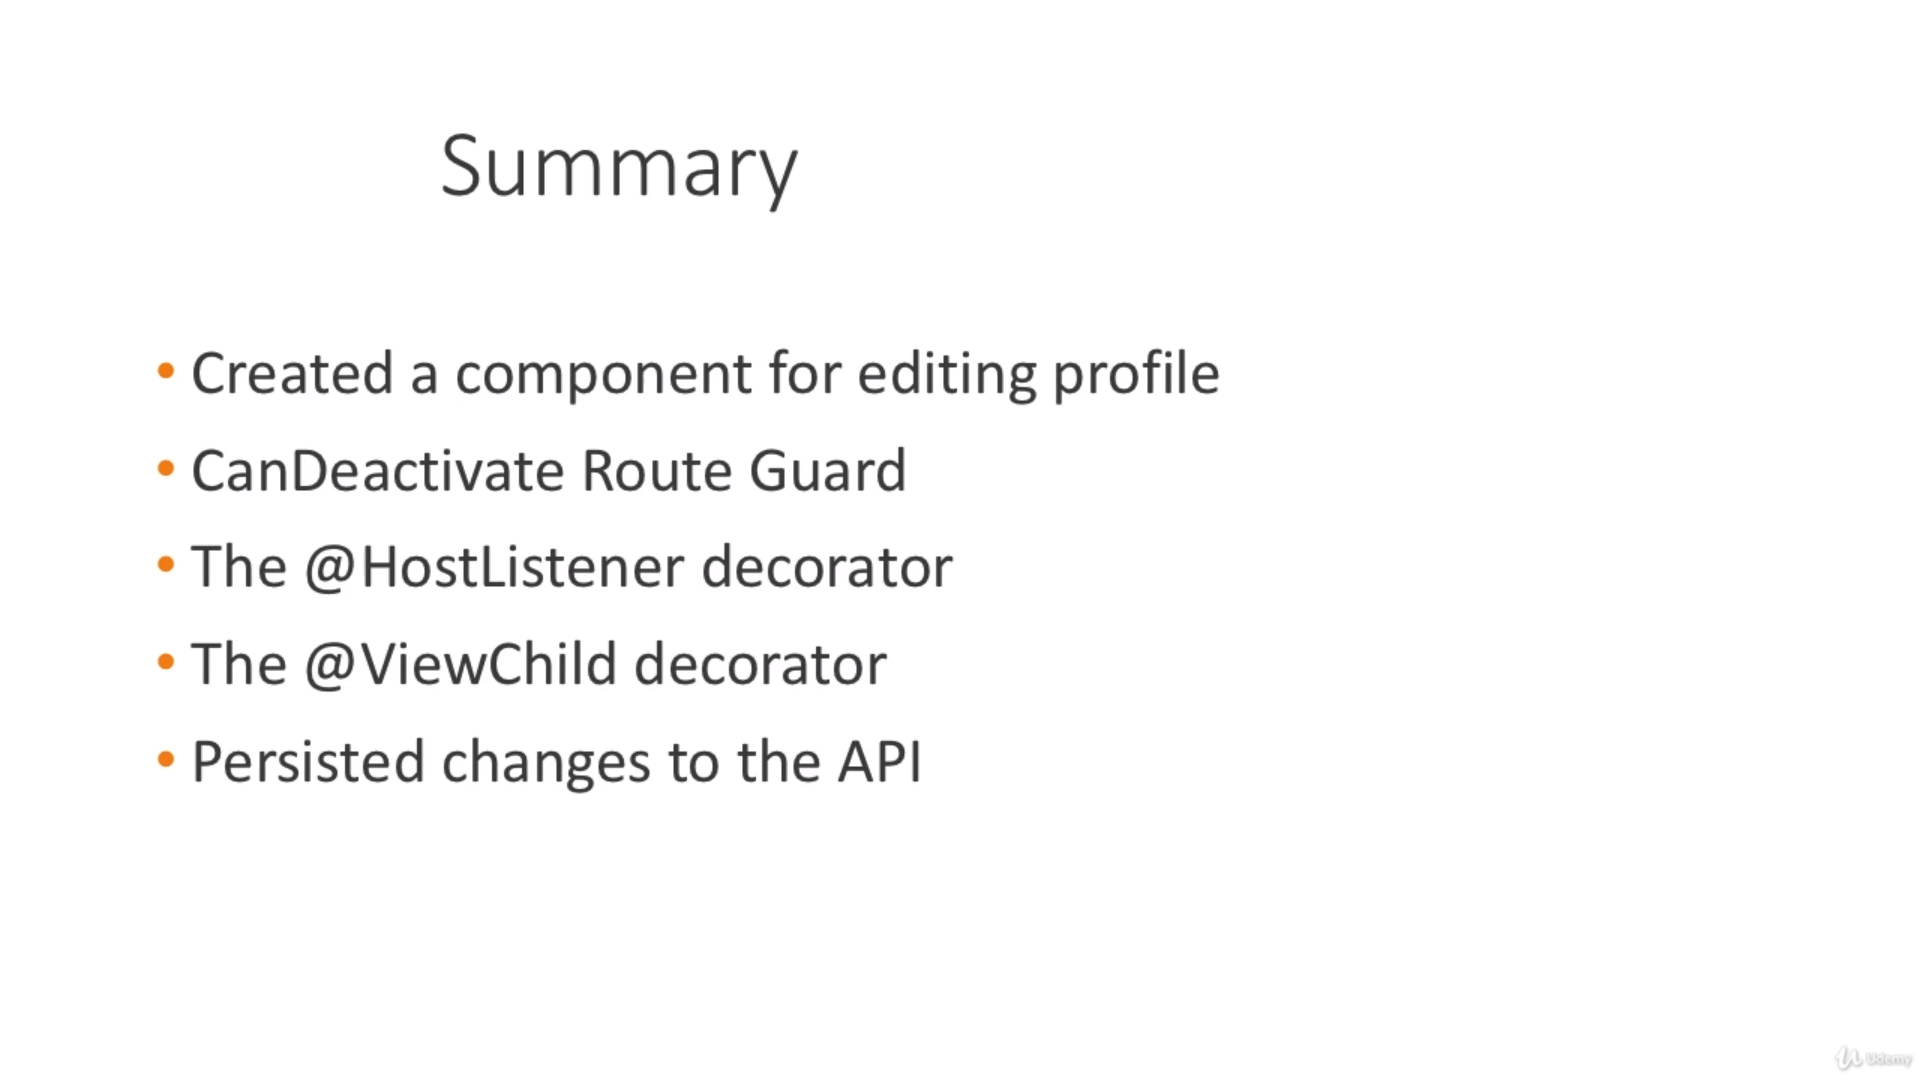 Summary
• Created a component for editing profile
• CanDeactivate Route Guard
• The @HostListener decorator
• The @ViewChild decorator
• Persisted changes to the API
Udemy